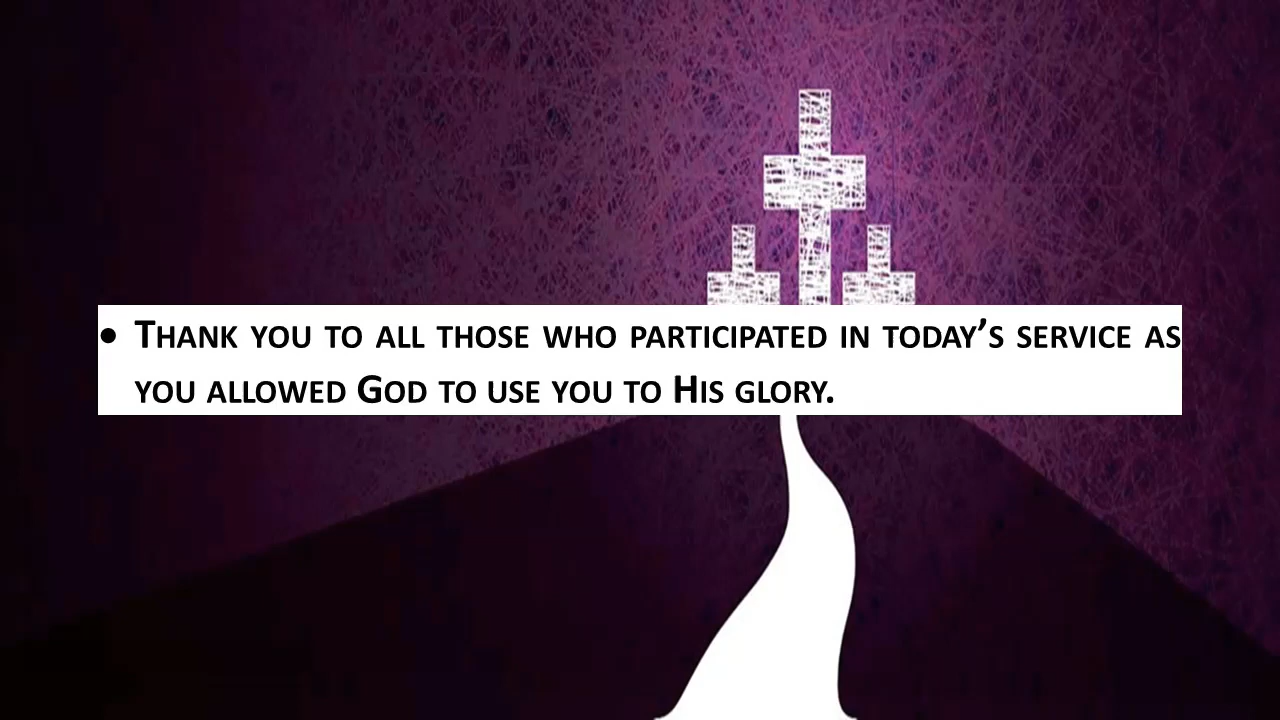 • Thank you to all those who participated in today’s service as
you allowed God to use you to His glory.